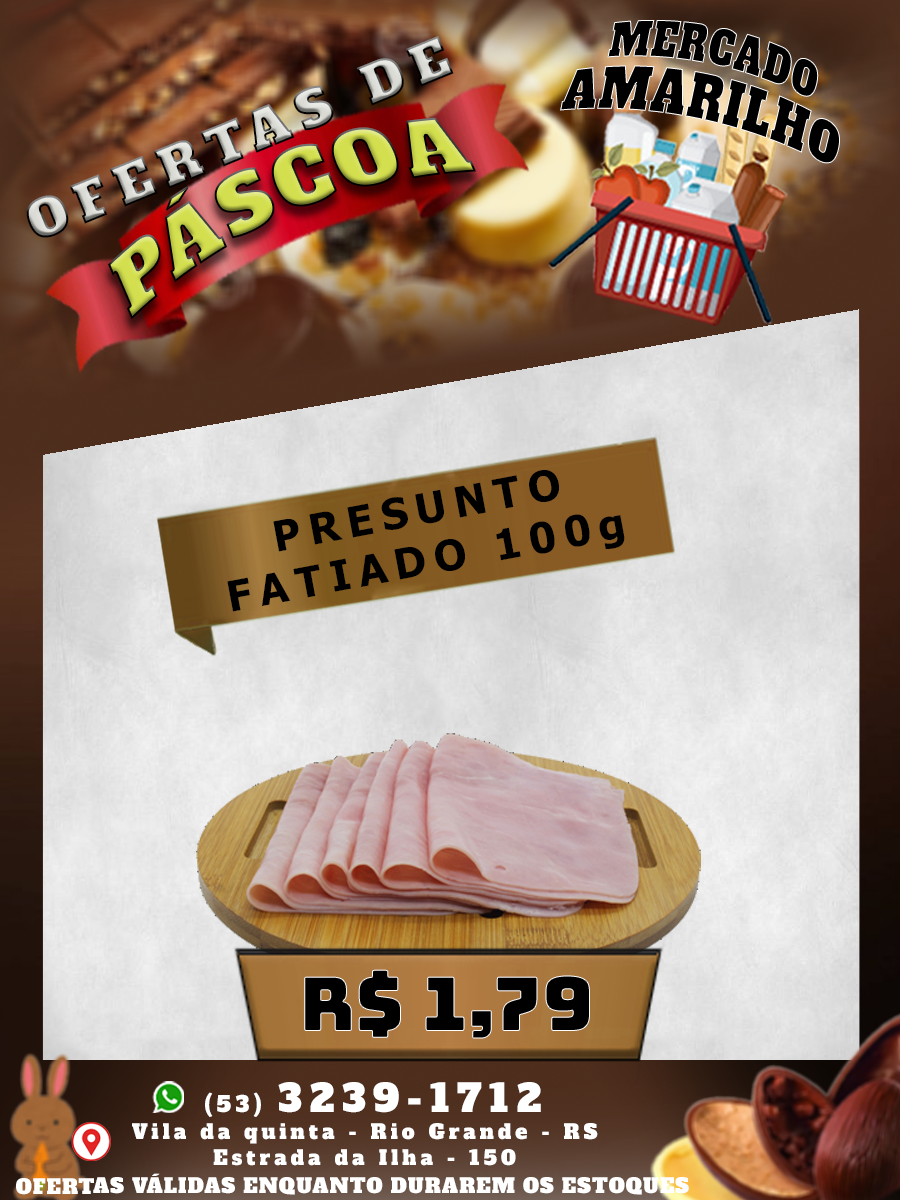 OFERTAS DE
PÁSCOA
MERCADO
AMARILHO
PRESUNTO
FATIADO 100g
R$ 1,79
(53) 3239-1712
Vila da quinta - Rio Grande - RS
Estrada da Ilha - 150
OFERTAS VÁLIDAS ENQUANTO DURAREM OS ESTOQUES